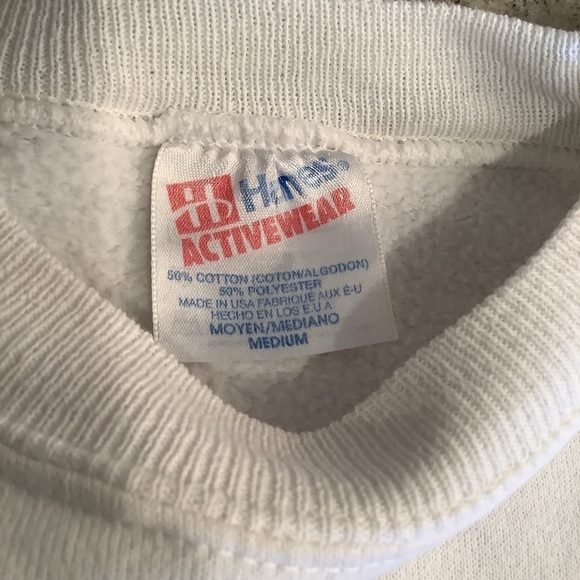 Hanes®
ACTIVEWEAR
50% COTTON (COTON/ALGODON)
50% POLYESTER
MADE IN USA FABRIQUE AUX É-U
HECHO EN LOS E.U.A.
MOYEN/MEDIANO
MEDIUM